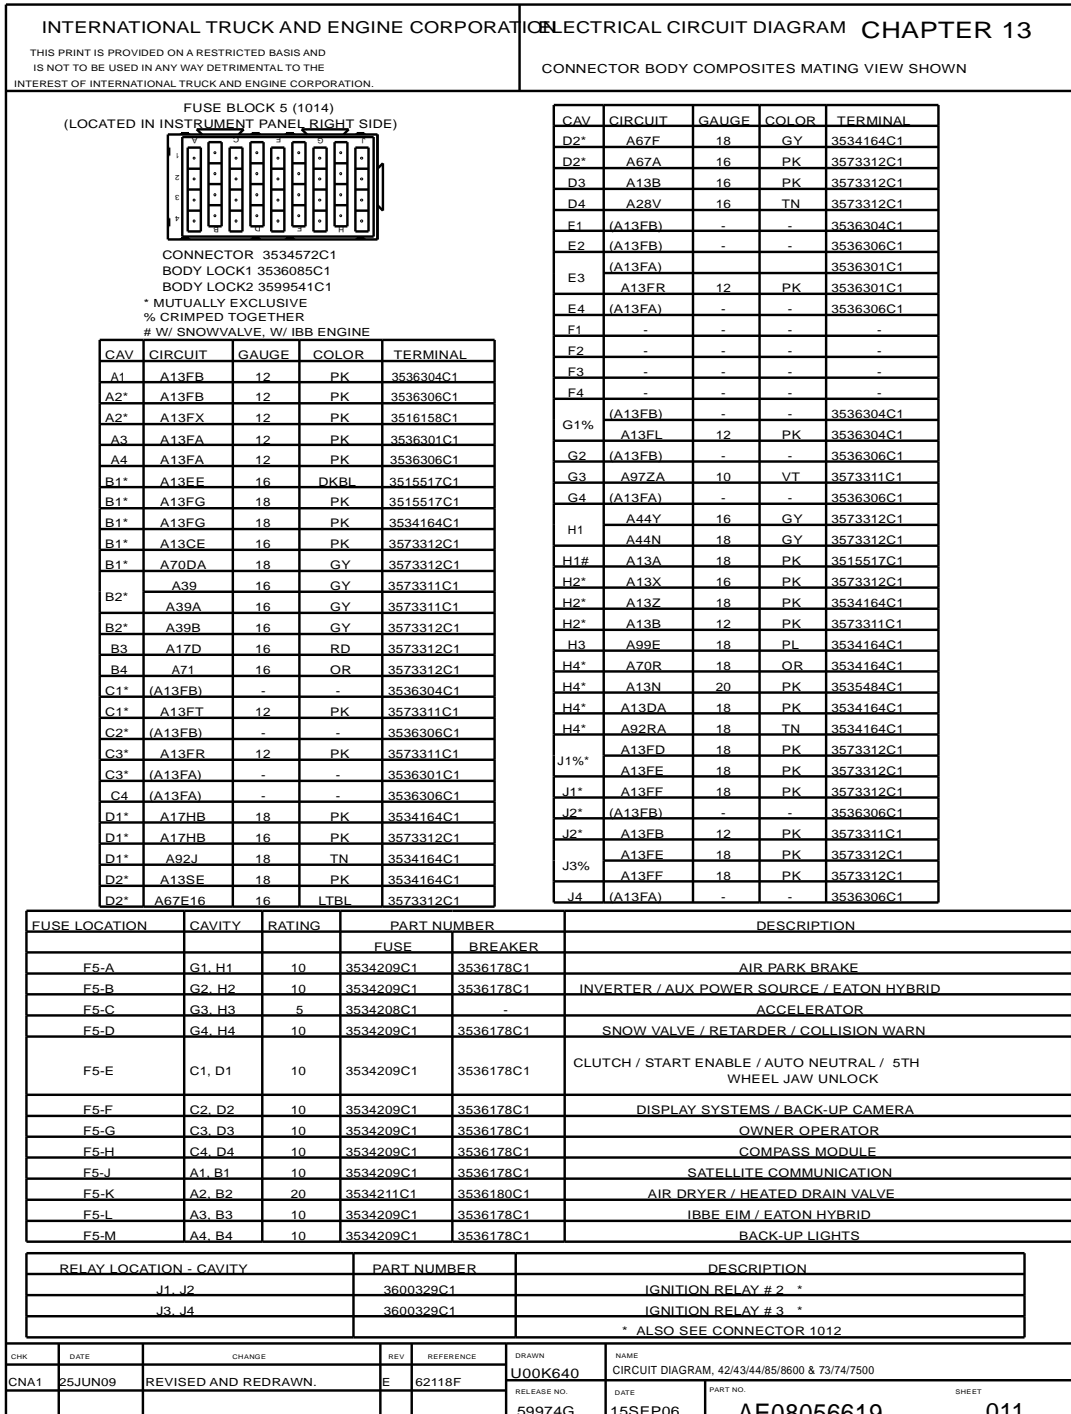 INTERNATIONAL TRUCK AND ENGINE CORPORATION
THIS PRINT IS PROVIDED ON A RESTRICTED BASIS AND
IS NOT TO BE USED IN ANY WAY DETRIMENTAL TO THE
INTEREST OF INTERNATIONAL TRUCK AND ENGINE CORPORATION.
ELECTRICAL CIRCUIT DIAGRAM CHAPTER 13
CONNECTOR BODY COMPOSITES MATING VIEW SHOWN
FUSE BLOCK 5 (1014)
(LOCATED IN INSTRUMENT PANEL RIGHT SIDE)
A C E G J
1
2
3
4
B D F H
CONNECTOR 3534572C1
BODY LOCK1 3536085C1
BODY LOCK2 3599541C1
* MUTUALLY EXCLUSIVE
% CRIMPED TOGETHER
# W/ SNOWVALVE, W/ IBB ENGINE
CAV CIRCUIT GAUGE COLOR TERMINAL
A1 A13FB 12 PK 3536304C1
A2* A13FB 12 PK 3536306C1
A2* A13FX 12 PK 3516158C1
A3 A13FA 12 PK 3536301C1
A4 A13FA 12 PK 3536306C1
B1* A13EE 16 DKBL 3515517C1
B1* A13FG 18 PK 3515517C1
B1* A13FG 18 PK 3534164C1
B1* A13CE 16 PK 3573312C1
B1* A70DA 18 GY 3573312C1
B2* A39 16 GY 3573311C1
A39A 16 GY 3573311C1
B2* A39B 16 GY 3573312C1
B3 A17D 16 RD 3573312C1
B4 A71 16 OR 3573312C1
C1* (A13FB) - - 3536304C1
C1* A13FT 12 PK 3573311C1
C2* (A13FB) - - 3536306C1
C3* A13FR 12 PK 3573311C1
C3* (A13FA) - - 3536301C1
C4 (A13FA) - - 3536306C1
D1* A17HB 18 PK 3534164C1
D1* A17HB 16 PK 3573312C1
D1* A92J 18 TN 3534164C1
D2* A13SE 18 PK 3534164C1
D2* A67E16 16 LTBL 3573312C1
CAV CIRCUIT GAUGE COLOR TERMINAL
D2* A67F 18 GY 3534164C1
D2* A67A 16 PK 3573312C1
D3 A13B 16 PK 3573312C1
D4 A28V 16 TN 3573312C1
E1 (A13FB) - - 3536304C1
E2 (A13FB) - - 3536306C1
E3 (A13FA) 3536301C1
A13FR 12 PK 3536301C1
E4 (A13FA) - - 3536306C1
F1 - - - -
F2 - - - -
F3 - - - -
F4 - - - -
G1% (A13FB) - - 3536304C1
A13FL 12 PK 3536304C1
G2 (A13FB) - - 3536306C1
G3 A97ZA 10 VT 3573311C1
G4 (A13FA) - - 3536306C1
H1 A44Y 16 GY 3573312C1
A44N 18 GY 3573312C1
H1# A13A 18 PK 3515517C1
H2* A13X 16 PK 3573312C1
H2* A13Z 18 PK 3534164C1
H2* A13B 12 PK 3573311C1
H3 A99E 18 PL 3534164C1
H4* A70R 18 OR 3534164C1
H4* A13N 20 PK 3535484C1
H4* A13DA 18 PK 3534164C1
H4* A92RA 18 TN 3534164C1
J1%* A13FD 18 PK 3573312C1
A13FE 18 PK 3573312C1
J1* A13FF 18 PK 3573312C1
J2* (A13FB) - - 3536306C1
J2* A13FB 12 PK 3573311C1
J3% A13FE 18 PK 3573312C1
A13FF 18 PK 3573312C1
J4 (A13FA) - - 3536306C1
FUSE LOCATION CAVITY RATING PART NUMBER DESCRIPTION
FUSE BREAKER
F5-A G1, H1 10 3534209C1 3536178C1 AIR PARK BRAKE
F5-B G2, H2 10 3534209C1 3536178C1 INVERTER / AUX POWER SOURCE / EATON HYBRID
F5-C G3, H3 5 3534208C1 - ACCELERATOR
F5-D G4, H4 10 3534209C1 3536178C1 SNOW VALVE / RETARDER / COLLISION WARN
F5-E C1, D1 10 3534209C1 3536178C1 CLUTCH / START ENABLE / AUTO NEUTRAL / 5TH
WHEEL JAW UNLOCK
F5-F C2, D2 10 3534209C1 3536178C1 DISPLAY SYSTEMS / BACK-UP CAMERA
F5-G C3, D3 10 3534209C1 3536178C1 OWNER OPERATOR
F5-H C4, D4 10 3534209C1 3536178C1 COMPASS MODULE
F5-J A1, B1 10 3534209C1 3536178C1 SATELLITE COMMUNICATION
F5-K A2, B2 20 3534211C1 3536180C1 AIR DRYER / HEATED DRAIN VALVE
F5-L A3, B3 10 3534209C1 3536178C1 IBBE EIM / EATON HYBRID
F5-M A4, B4 10 3534209C1 3536178C1 BACK-UP LIGHTS
RELAY LOCATION - CAVITY PART NUMBER DESCRIPTION
J1, J2 3600329C1 IGNITION RELAY # 2 *
J3, J4 3600329C1 IGNITION RELAY # 3 *
* ALSO SEE CONNECTOR 1012
CHK DATE CHANGE REV REFERENCE DRAWN NAME
CNA1 25JUN09 REVISED AND REDRAWN. E 62118F U00K640 CIRCUIT DIAGRAM, 42/43/44/85/8600 & 73/74/7500
RELEASE NO. DATE PART NO. SHEET
59974G 15SEP06 AE08056619 011